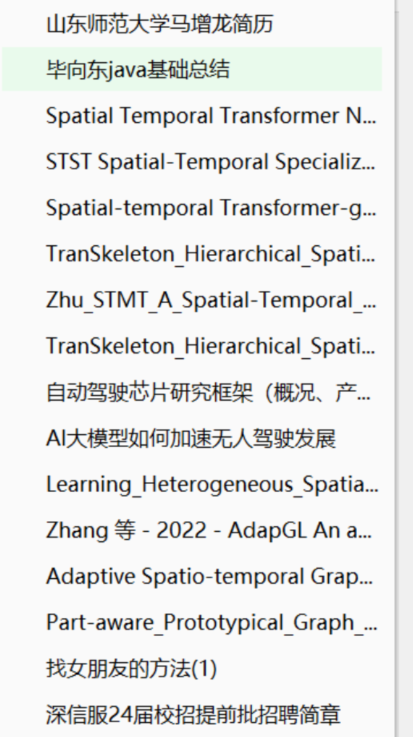 山东师范大学马增龙简历
毕向东java基础总结
Spatial Temporal Transformer N...
STST Spatial-Temporal Specializ...
Spatial-temporal Transformer-g...
TranSkeleton_Hierarchical_Spati...
Zhu_STMT_A_Spatial-Temporal_...
TranSkeleton_Hierarchical_Spati...
自动驾驶芯片研究框架（概况、产...
AI大模型如何加速无人驾驶发展
Learning_Heterogeneous_Spatia...
Zhang 等 - 2022 - AdapGL An a...
Adaptive Spatio-temporal Grap...
Part-aware_Prototypical_Graph_...
找女朋友的方法(1)
深信服24届校招提前批招聘简章